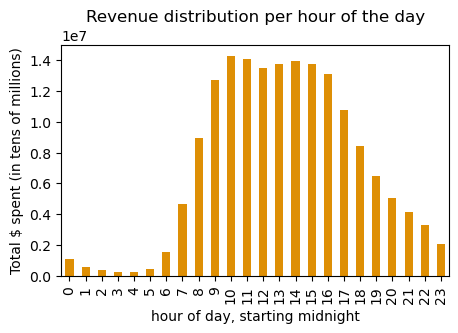 Revenue distribution per hour of the day
1e7
1.4
1.2
1.0
0.8
0.6
0.4
0.2
0.0
Total $ spent (in tens of millions)
0 1 2 3 4 5 6 7 8 9 10 11 12 13 14 15 16 17 18 19 20 21 22 23
hour of day, starting midnight